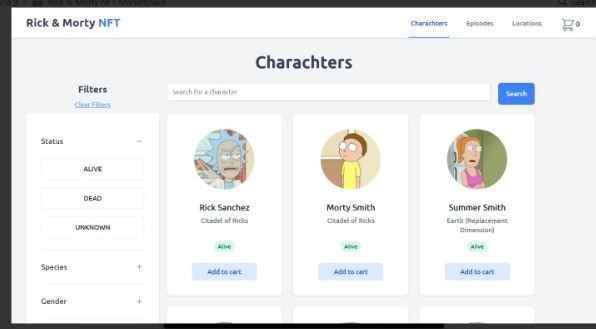 Rick & Morty NFT Marketplace
Search
Rick & Morty NFT
Charachters
Episodes
Locations
0
Charachters
Filters
Clear Filters
search for a character
Search
Status
−
ALIVE
DEAD
UNKNOWN
Species
+
Gender
+
Rick Sanchez
Citadel of Ricks
Alive
Add to cart
Morty Smith
Citadel of Ricks
Alive
Add to cart
Summer Smith
Earth (Replacement
Dimension)
Alive
Add to cart